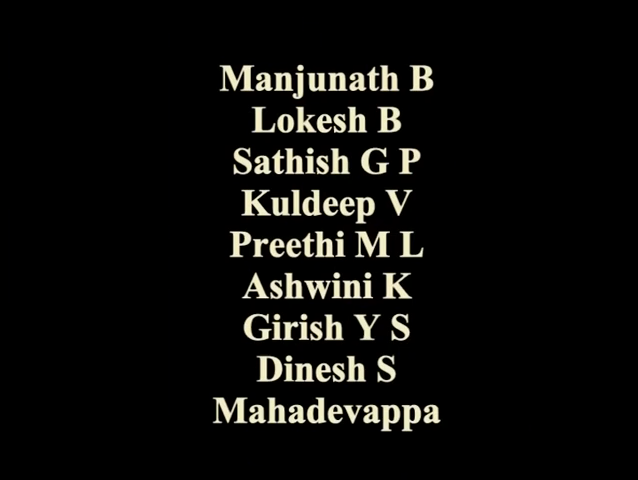 Manjunath B
Lokesh B
Sathish G P
Kuldeep V
Preethi M L
Ashwini K
Girish Y S
Dinesh S
Mahadevappa